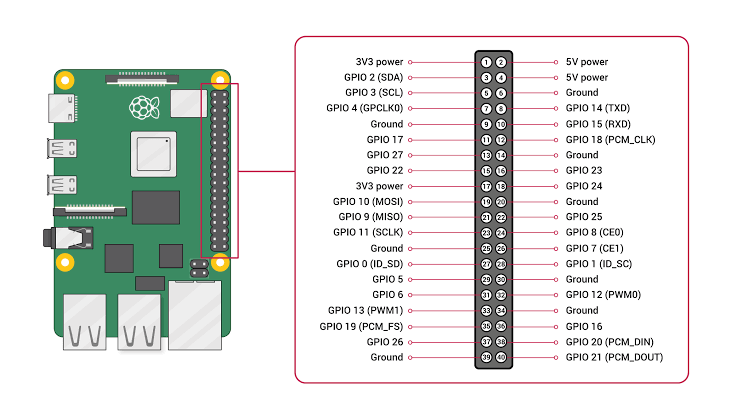 3V3 power 1 2 5V power
GPIO 2 (SDA) 3 4 5V power
GPIO 3 (SCL) 5 6 Ground
GPIO 4 (GPCLK0) 7 8 GPIO 14 (TXD)
Ground 9 10 GPIO 15 (RXD)
GPIO 17 11 12 GPIO 18 (PCM_CLK)
GPIO 27 13 14 Ground
GPIO 22 15 16 GPIO 23
3V3 power 17 18 GPIO 24
GPIO 10 (MOSI) 19 20 Ground
GPIO 9 (MISO) 21 22 GPIO 25
GPIO 11 (SCLK) 23 24 GPIO 8 (CE0)
Ground 25 26 GPIO 7 (CE1)
GPIO 0 (ID_SD) 27 28 GPIO 1 (ID_SC)
GPIO 5 29 30 Ground
GPIO 6 31 32 GPIO 12 (PWM0)
GPIO 13 (PWM1) 33 34 Ground
GPIO 19 (PCM_FS) 35 36 GPIO 16
GPIO 26 37 38 GPIO 20 (PCM_DIN)
Ground 39 40 GPIO 21 (PCM_DOUT)